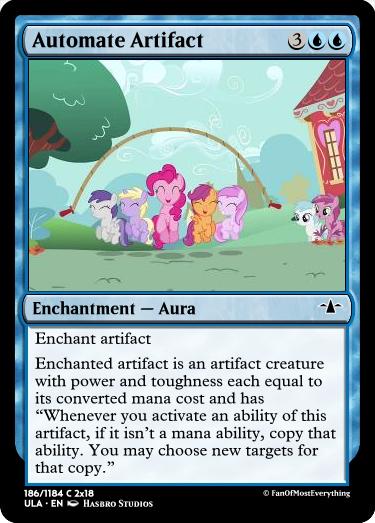 Automate Artifact 3
Enchantment — Aura
Enchant artifact
Enchanted artifact is an artifact creature
with power and toughness each equal to
its converted mana cost and has
“Whenever you activate an ability of this
artifact, if it isn’t a mana ability, copy that
ability. You may choose new targets for
that copy.”
186/1184 C 2x18
ULA • EN Hasbro Studios
© FanOfMostEverything